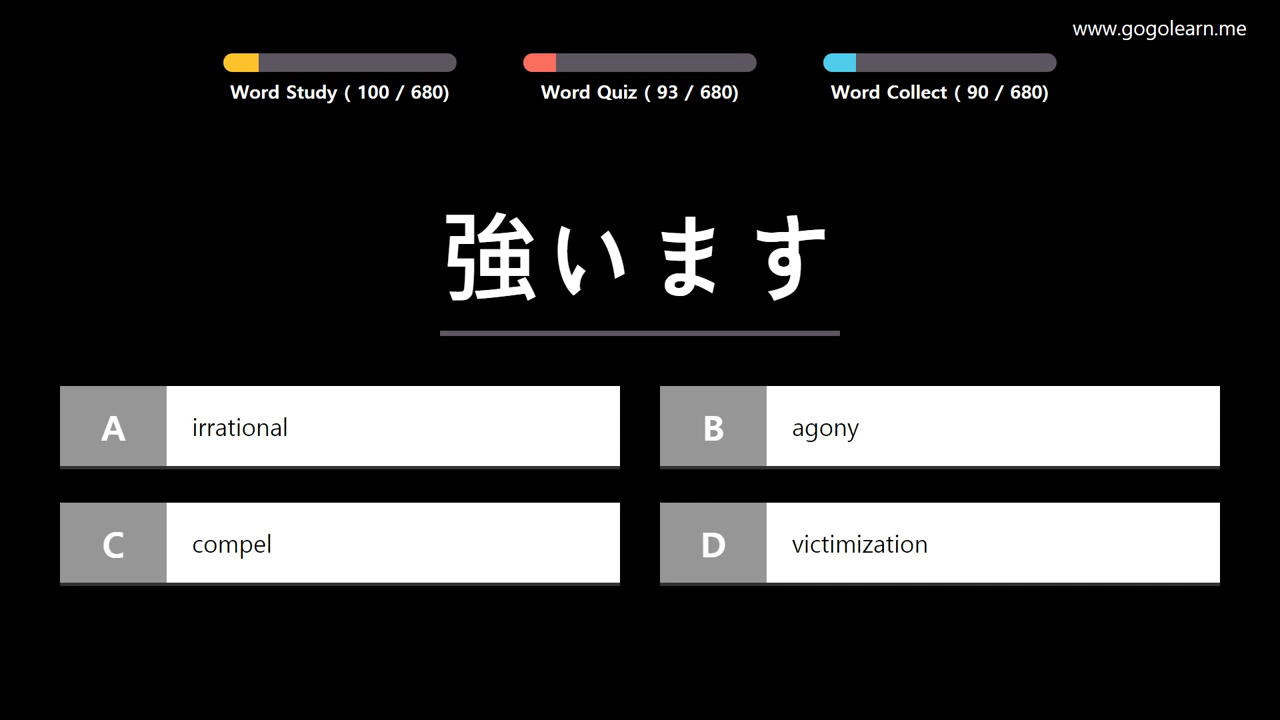 www.gogolearn.me
Word Study ( 100 / 680)
Word Quiz ( 93 / 680)
Word Collect ( 90 / 680)
強います
A irrational
B agony
C compel
D victimization